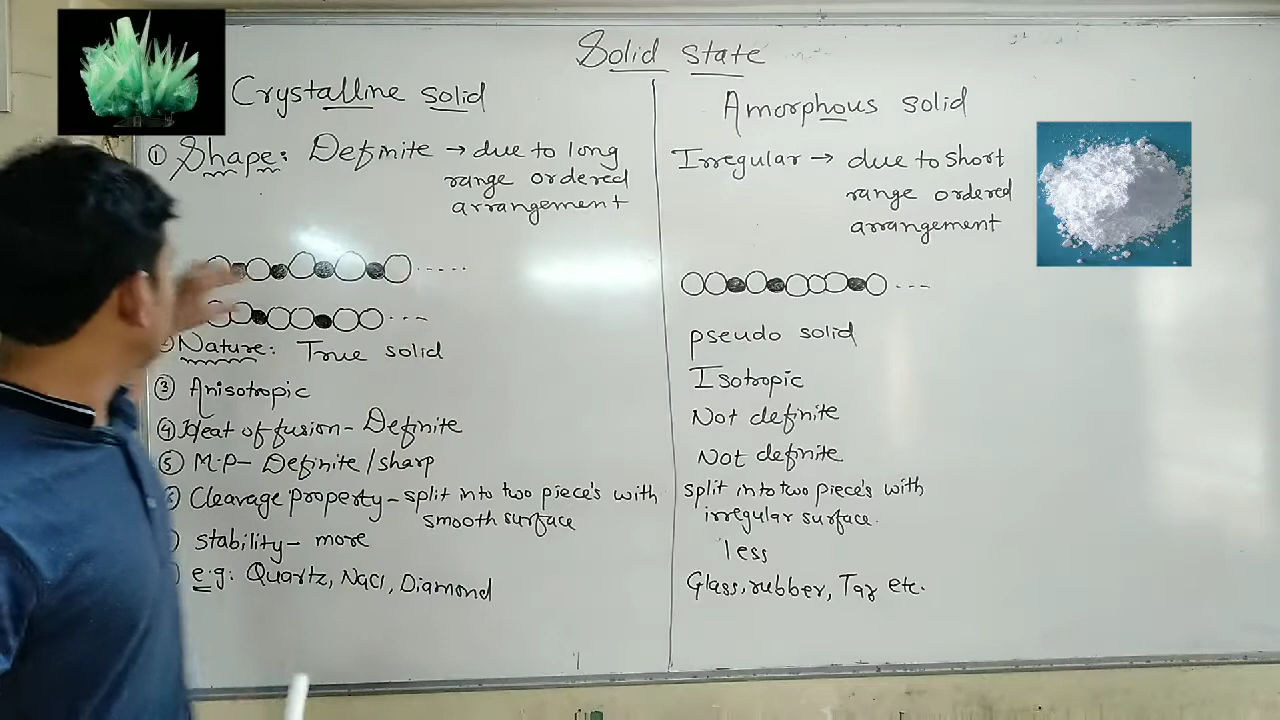 Solid state
Crystalline solid
① Shape: Definite → due to long
range ordered
arrangement
Nature: True solid
③ Anisotropic
④ Heat of fusion - Definite
⑤ M.P - Definite / sharp
Cleavage property - split into two piece's with
smooth surface
stability - more
e.g: Quartz, NaCl, Diamond
Amorphous solid
Irregular → due to short
range ordered
arrangement
pseudo solid
Isotropic
Not definite
Not definite
split into two piece's with
irregular surface.
less
Glass, rubber, Tar etc.